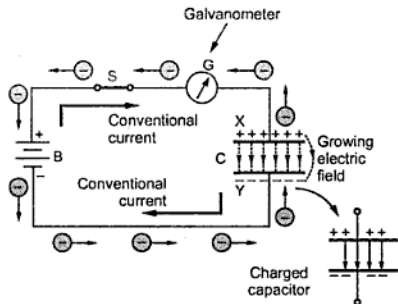 Galvanometer
S
G
Conventional
current
X
+ + + + + + +
Growing
electric
field
+
B
−
C
Conventional
current
Y
+ + + +
Charged
capacitor